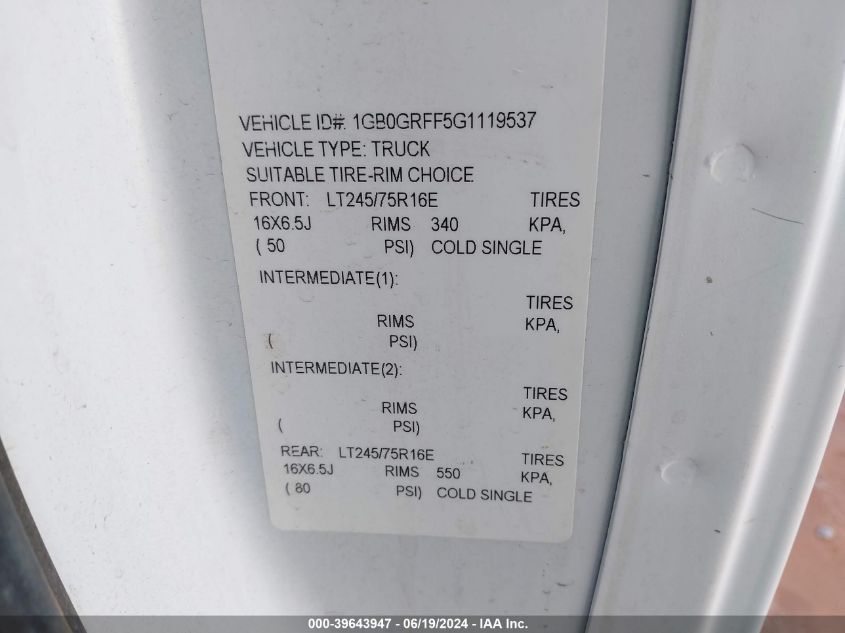 VEHICLE ID#: 1GB0GRFF5G1119537
VEHICLE TYPE: TRUCK
SUITABLE TIRE-RIM CHOICE
FRONT: LT245/75R16E TIRES
16X6.5J RIMS 340 KPA,
( 50 PSI) COLD SINGLE
INTERMEDIATE(1):
TIRES
RIMS KPA,
( PSI)
INTERMEDIATE(2):
TIRES
RIMS KPA,
( PSI)
REAR: LT245/75R16E TIRES
16X6.5J RIMS 550 KPA,
( 80 PSI) COLD SINGLE
000-39643947 - 06/19/2024 - IAA Inc.